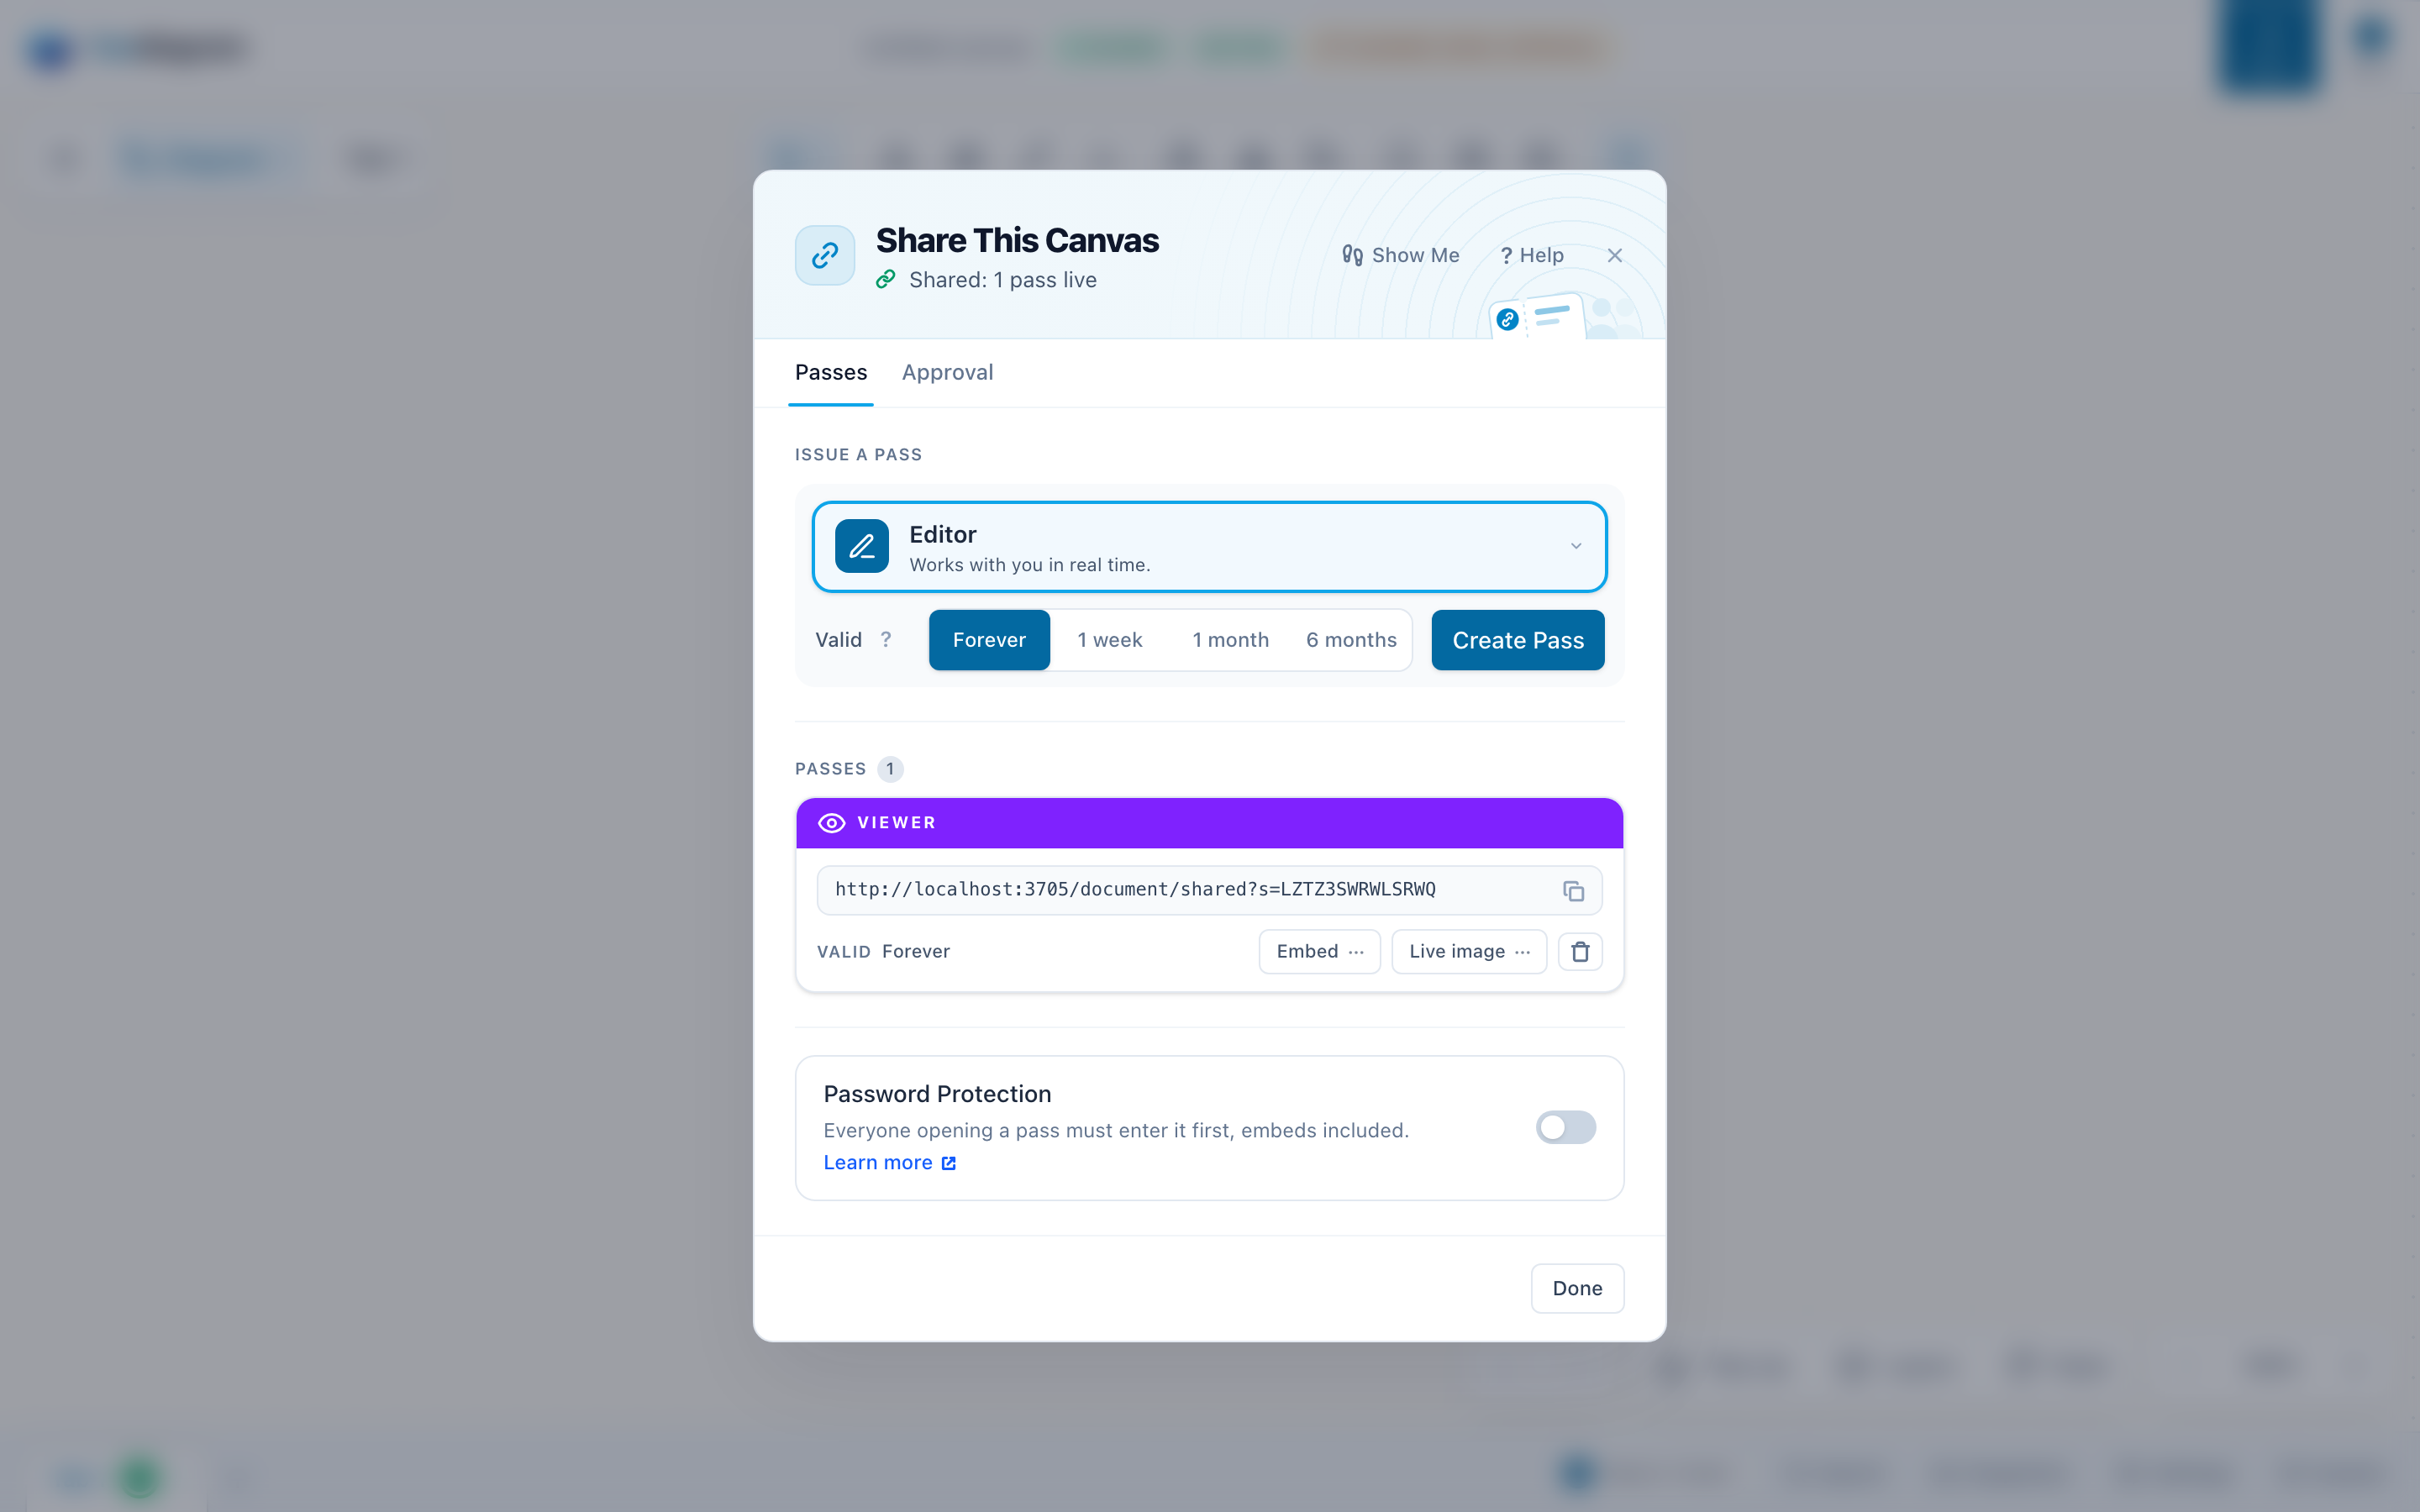 Share This Canvas
Shared: 1 pass live
Show Me
? Help
Passes
Approval
ISSUE A PASS
Editor
Works with you in real time.
Valid ?
Forever
1 week
1 month
6 months
Create Pass
PASSES 1
VIEWER
http://localhost:3705/document/shared?s=LZTZ3SWRWLSRWQ
VALID Forever
Embed ···
Live image ···
Password Protection
Everyone opening a pass must enter it first, embeds included.
Learn more
Done